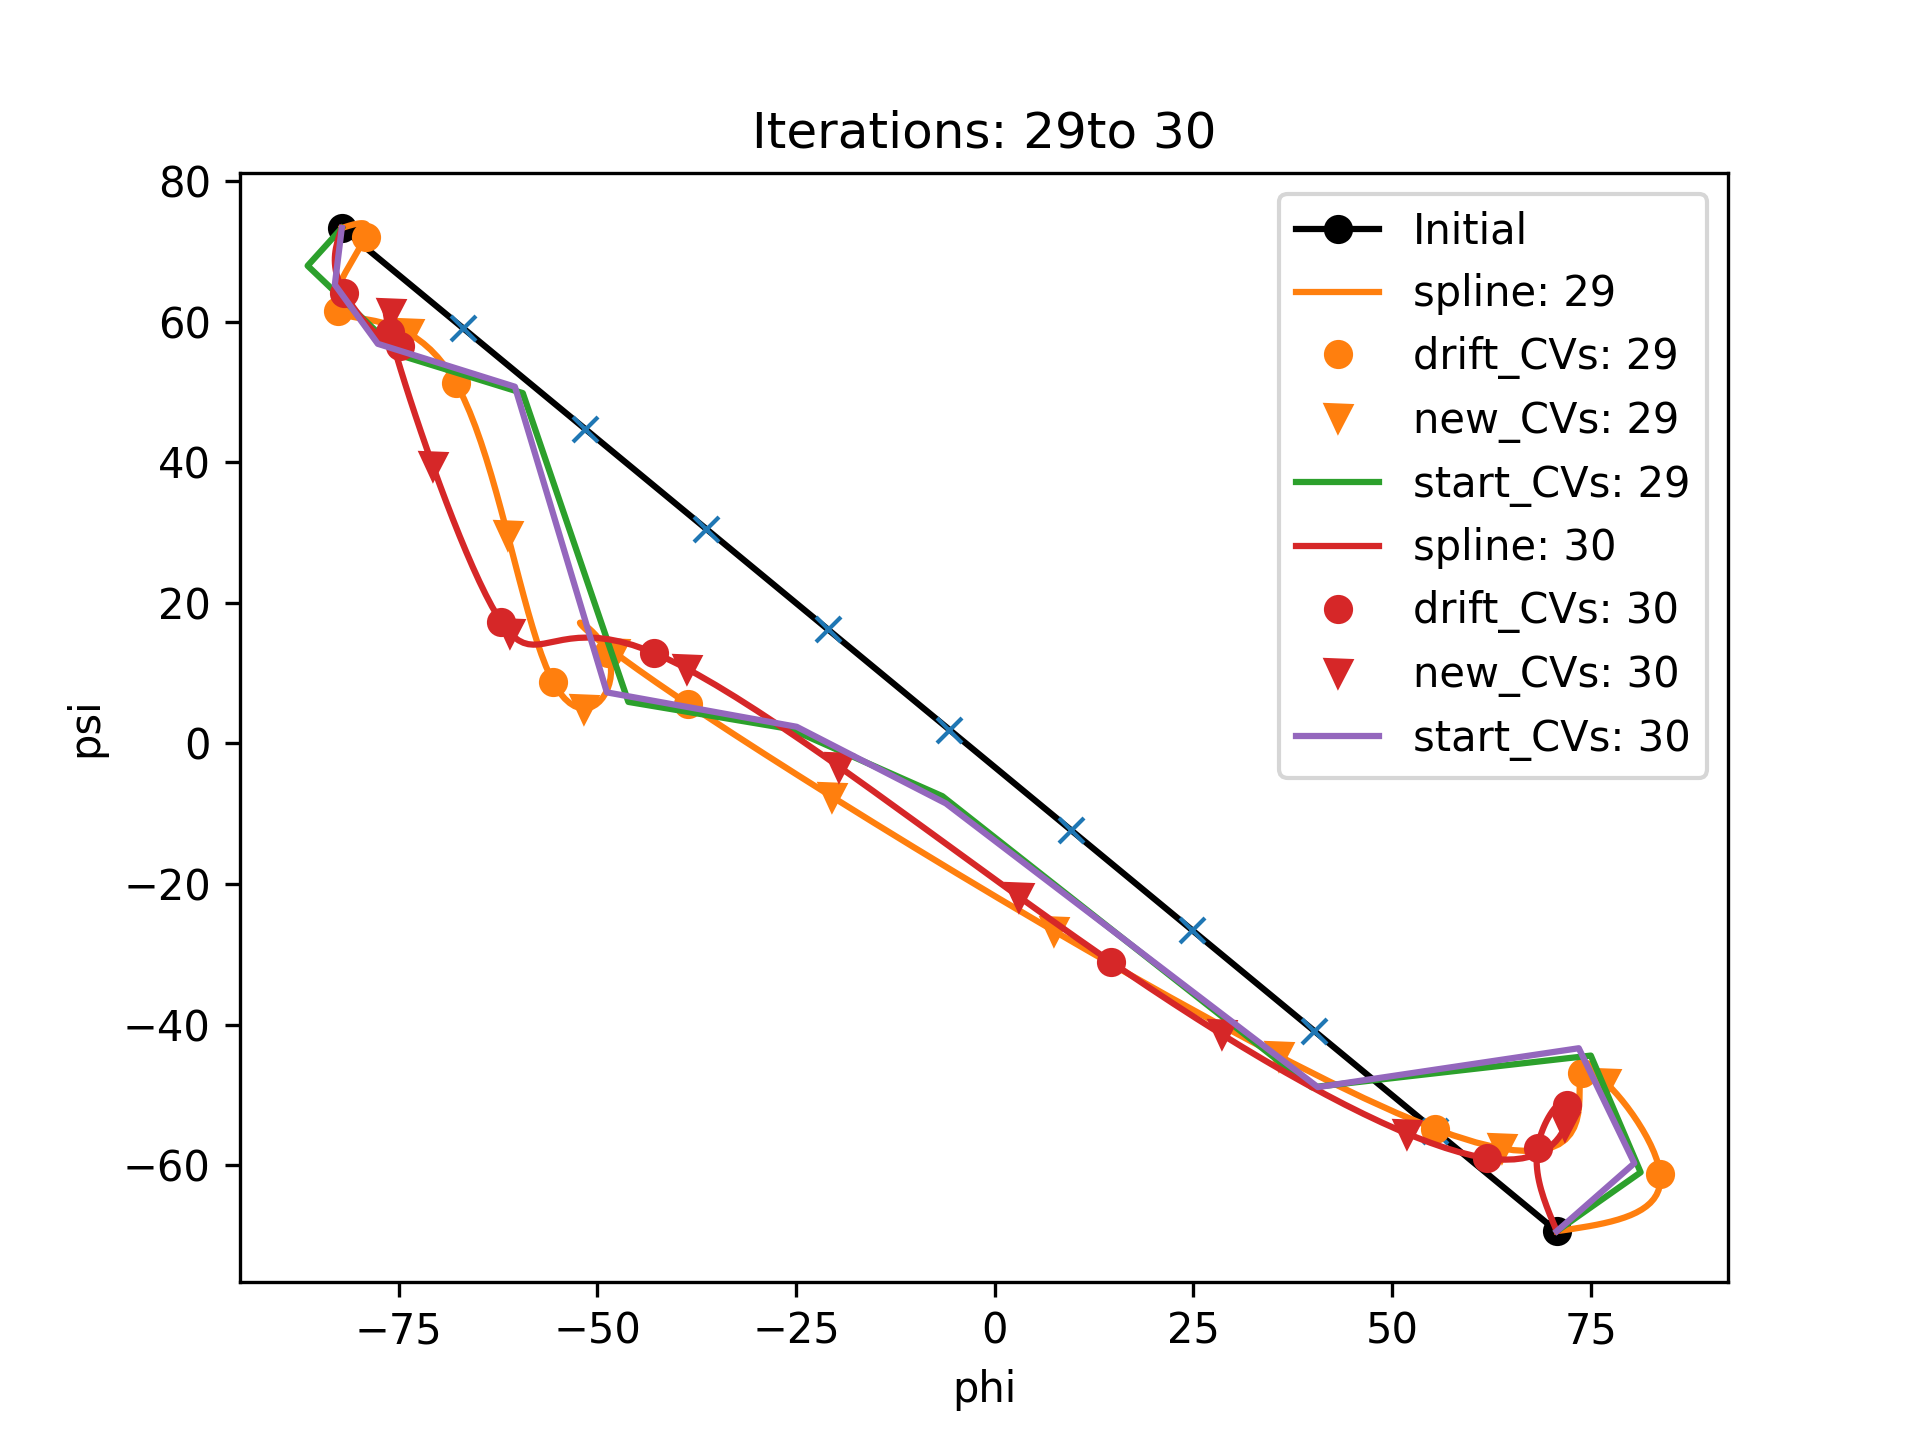 Iterations: 29to 30
80
60
40
20
0
−20
−40
−60
psi
Initial
spline: 29
drift_CVs: 29
new_CVs: 29
start_CVs: 29
spline: 30
drift_CVs: 30
new_CVs: 30
start_CVs: 30
−75 −50 −25 0 25 50 75
phi